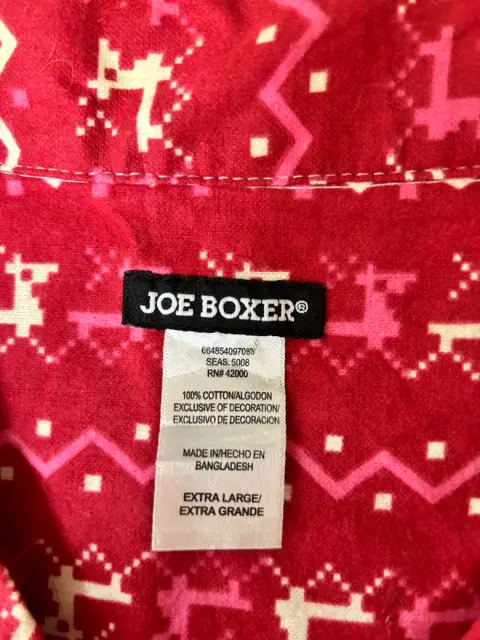 JOE BOXER®
664854097063
SEAS. 5008
RN# 42000
100% COTTON/ALGODON
EXCLUSIVE OF DECORATION/
EXCLUSIVO DE DECORACION
MADE IN/HECHO EN
BANGLADESH
EXTRA LARGE/
EXTRA GRANDE